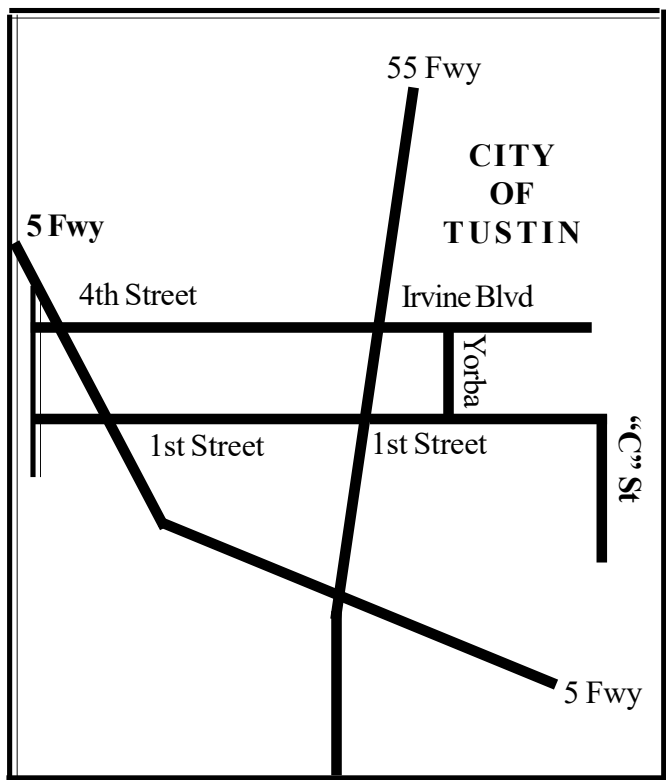 55 Fwy
CITY
OF
TUSTIN
5 Fwy
4th Street
Irvine Blvd
Yorba
1st Street
1st Street
“C” St
5 Fwy